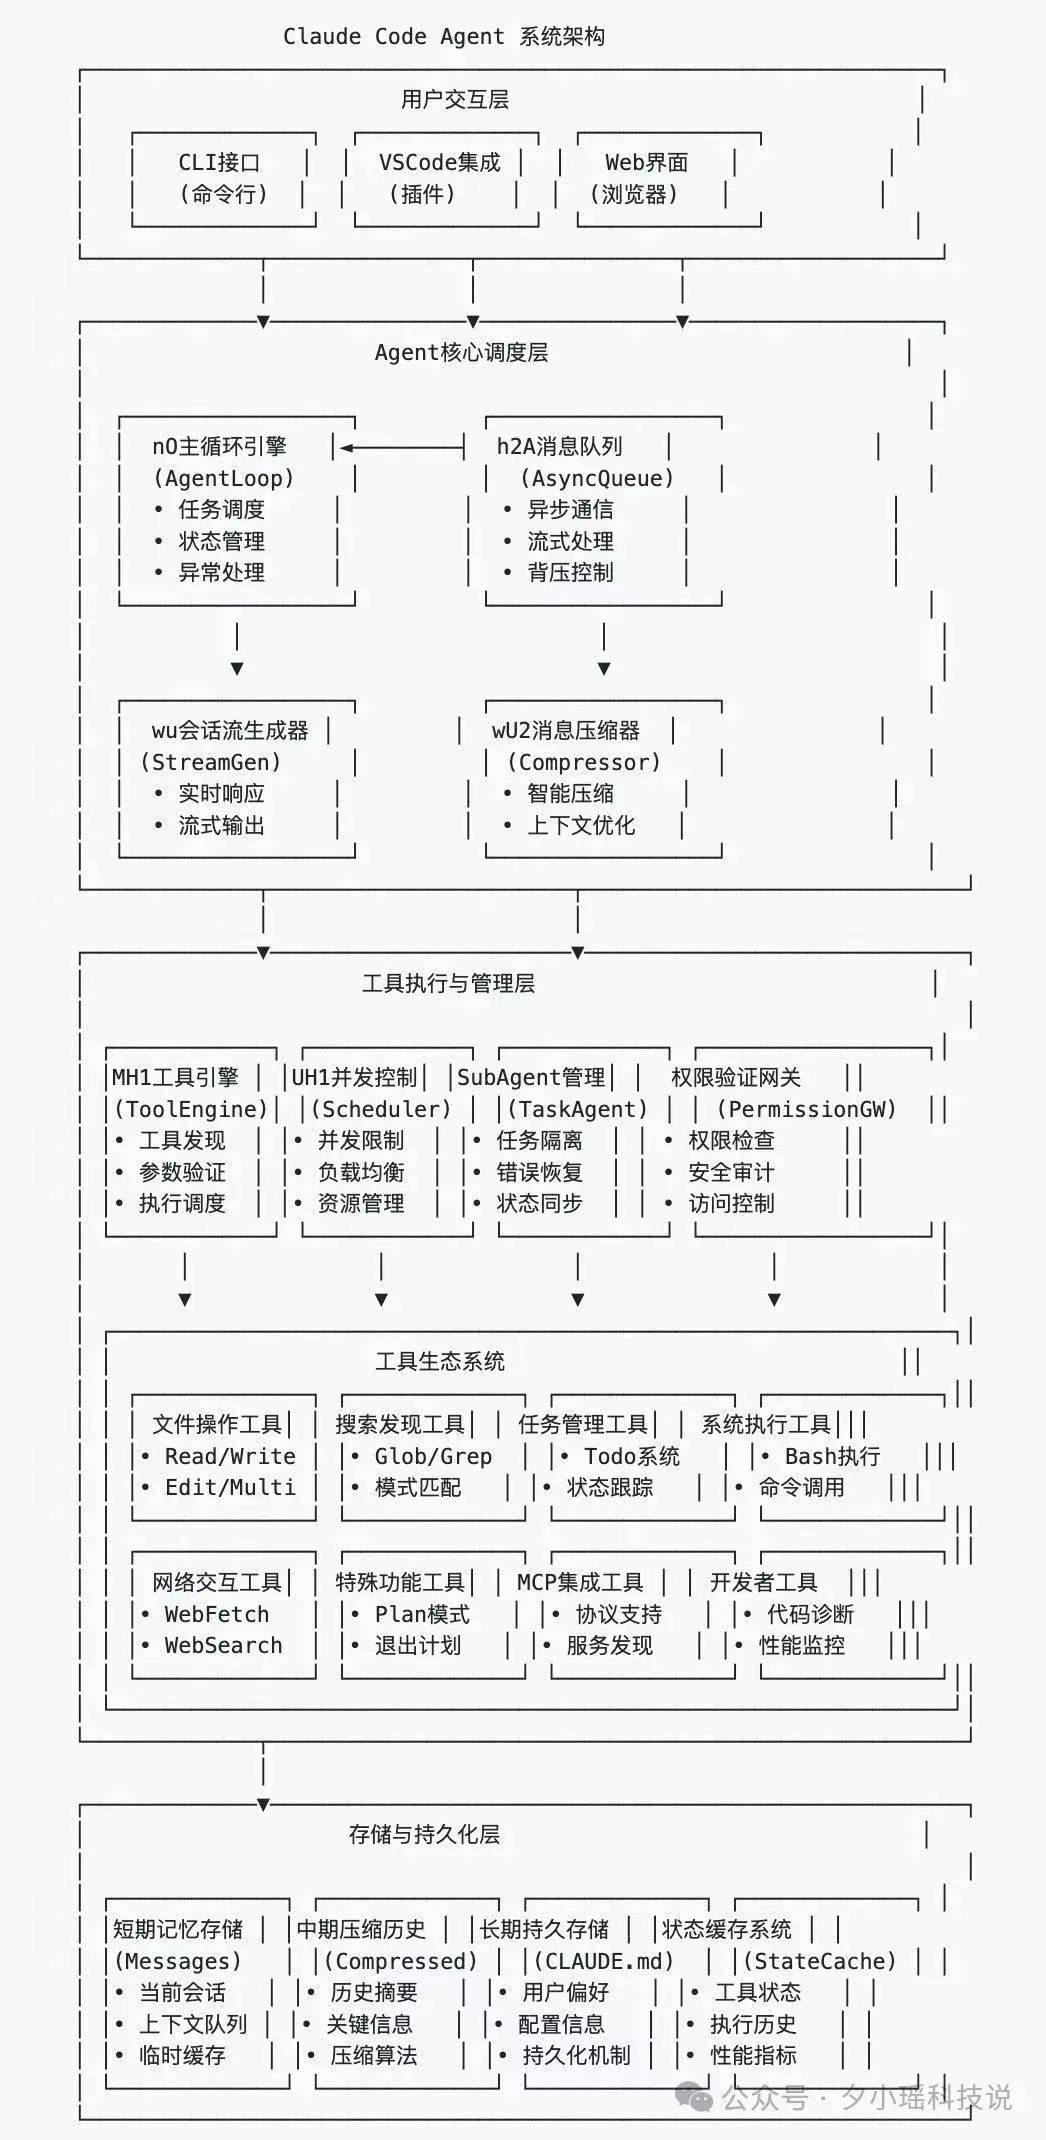 Claude Code Agent 系统架构
用户交互层
CLI接口 VSCode集成 Web界面
(命令行) (插件) (浏览器)
Agent核心调度层
nO主循环引擎 h2A消息队列
(AgentLoop) (AsyncQueue)
• 任务调度 • 异步通信
• 状态管理 • 流式处理
• 异常处理 • 背压控制
wu会话流生成器 wU2消息压缩器
(StreamGen) (Compressor)
• 实时响应 • 智能压缩
• 流式输出 • 上下文优化
工具执行与管理层
MH1工具引擎 UH1并发控制 SubAgent管理 权限验证网关
(ToolEngine) (Scheduler) (TaskAgent) (PermissionGW)
• 工具发现 • 并发限制 • 任务隔离 • 权限检查
• 参数验证 • 负载均衡 • 错误恢复 • 安全审计
• 执行调度 • 资源管理 • 状态同步 • 访问控制
工具生态系统
文件操作工具 搜索发现工具 任务管理工具 系统执行工具
• Read/Write • Glob/Grep • Todo系统 • Bash执行
• Edit/Multi • 模式匹配 • 状态跟踪 • 命令调用
网络交互工具 特殊功能工具 MCP集成工具 开发者工具
• WebFetch • Plan模式 • 协议支持 • 代码诊断
• WebSearch • 退出计划 • 服务发现 • 性能监控
存储与持久化层
短期记忆存储 中期压缩历史 长期持久存储 状态缓存系统
(Messages) (Compressed) (CLAUDE.md) (StateCache)
• 当前会话 • 历史摘要 • 用户偏好 • 工具状态
• 上下文队列 • 关键信息 • 配置信息 • 执行历史
• 临时缓存 • 压缩算法 • 持久化机制 • 性能指标
公众号 · 夕小瑶科技说